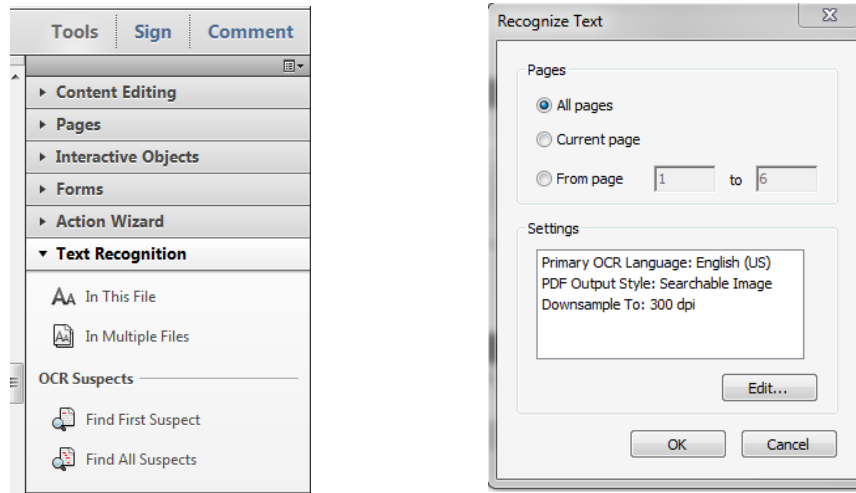 Tools Sign Comment
Content Editing
Pages
Interactive Objects
Forms
Action Wizard
Text Recognition
AA In This File
In Multiple Files
OCR Suspects
Find First Suspect
Find All Suspects
Recognize Text
Pages
All pages
Current page
From page 1 to 6
Settings
Primary OCR Language: English (US)
PDF Output Style: Searchable Image
Downsample To: 300 dpi
Edit...
OK Cancel